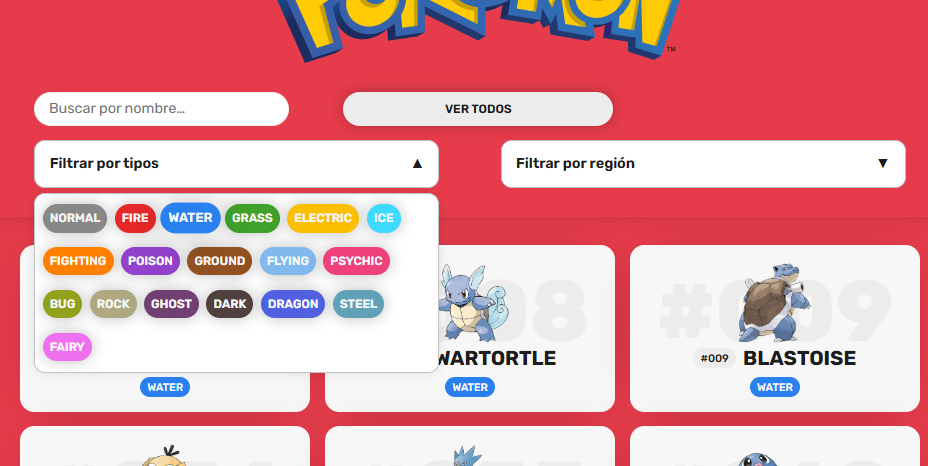 POKÉMON
TM
Buscar por nombre...
VER TODOS
Filtrar por tipos ▲
Filtrar por región ▼
NORMAL FIRE WATER GRASS ELECTRIC ICE
FIGHTING POISON GROUND FLYING PSYCHIC
BUG ROCK GHOST DARK DRAGON STEEL
FAIRY
#009
WARTORTLE
#009 BLASTOISE
WATER
WATER
WATER